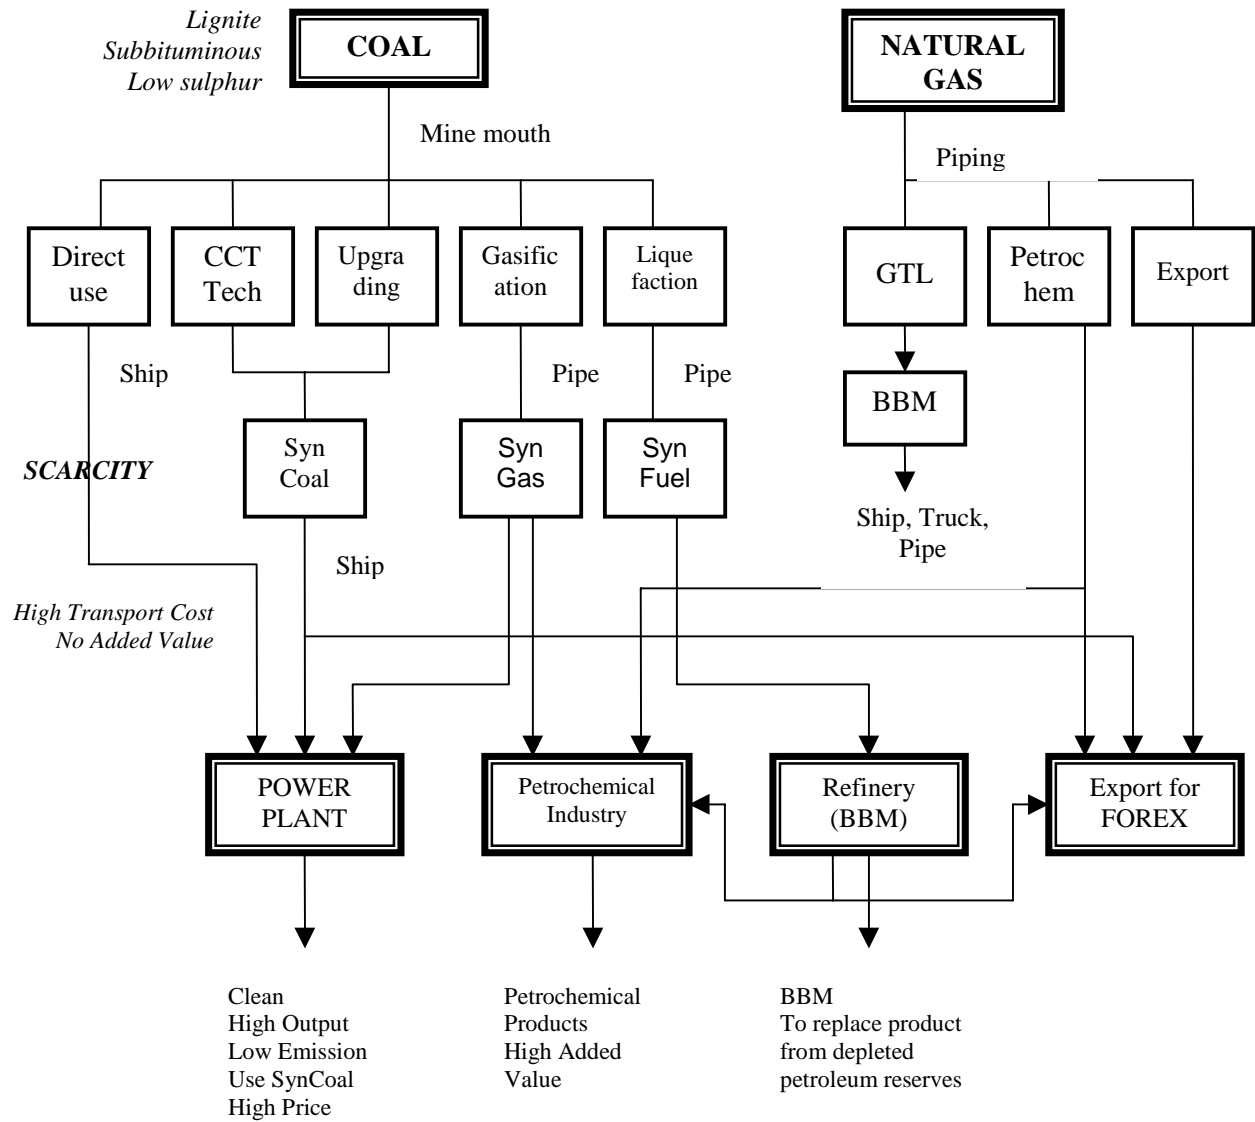 Lignite
Subbituminous
Low sulphur
COAL
NATURAL
GAS
Mine mouth
Piping
Direct
use
CCT
Tech
Upgra
ding
Gasific
ation
Lique
faction
GTL
Petroc
hem
Export
Ship
Pipe
Pipe
BBM
SCARCITY
Syn
Coal
Syn
Gas
Syn
Fuel
Ship, Truck,
Pipe
Ship
High Transport Cost
No Added Value
POWER
PLANT
Petrochemical
Industry
Refinery
(BBM)
Export for
FOREX
Clean
High Output
Low Emission
Use SynCoal
High Price
Petrochemical
Products
High Added
Value
BBM
To replace product
from depleted
petroleum reserves